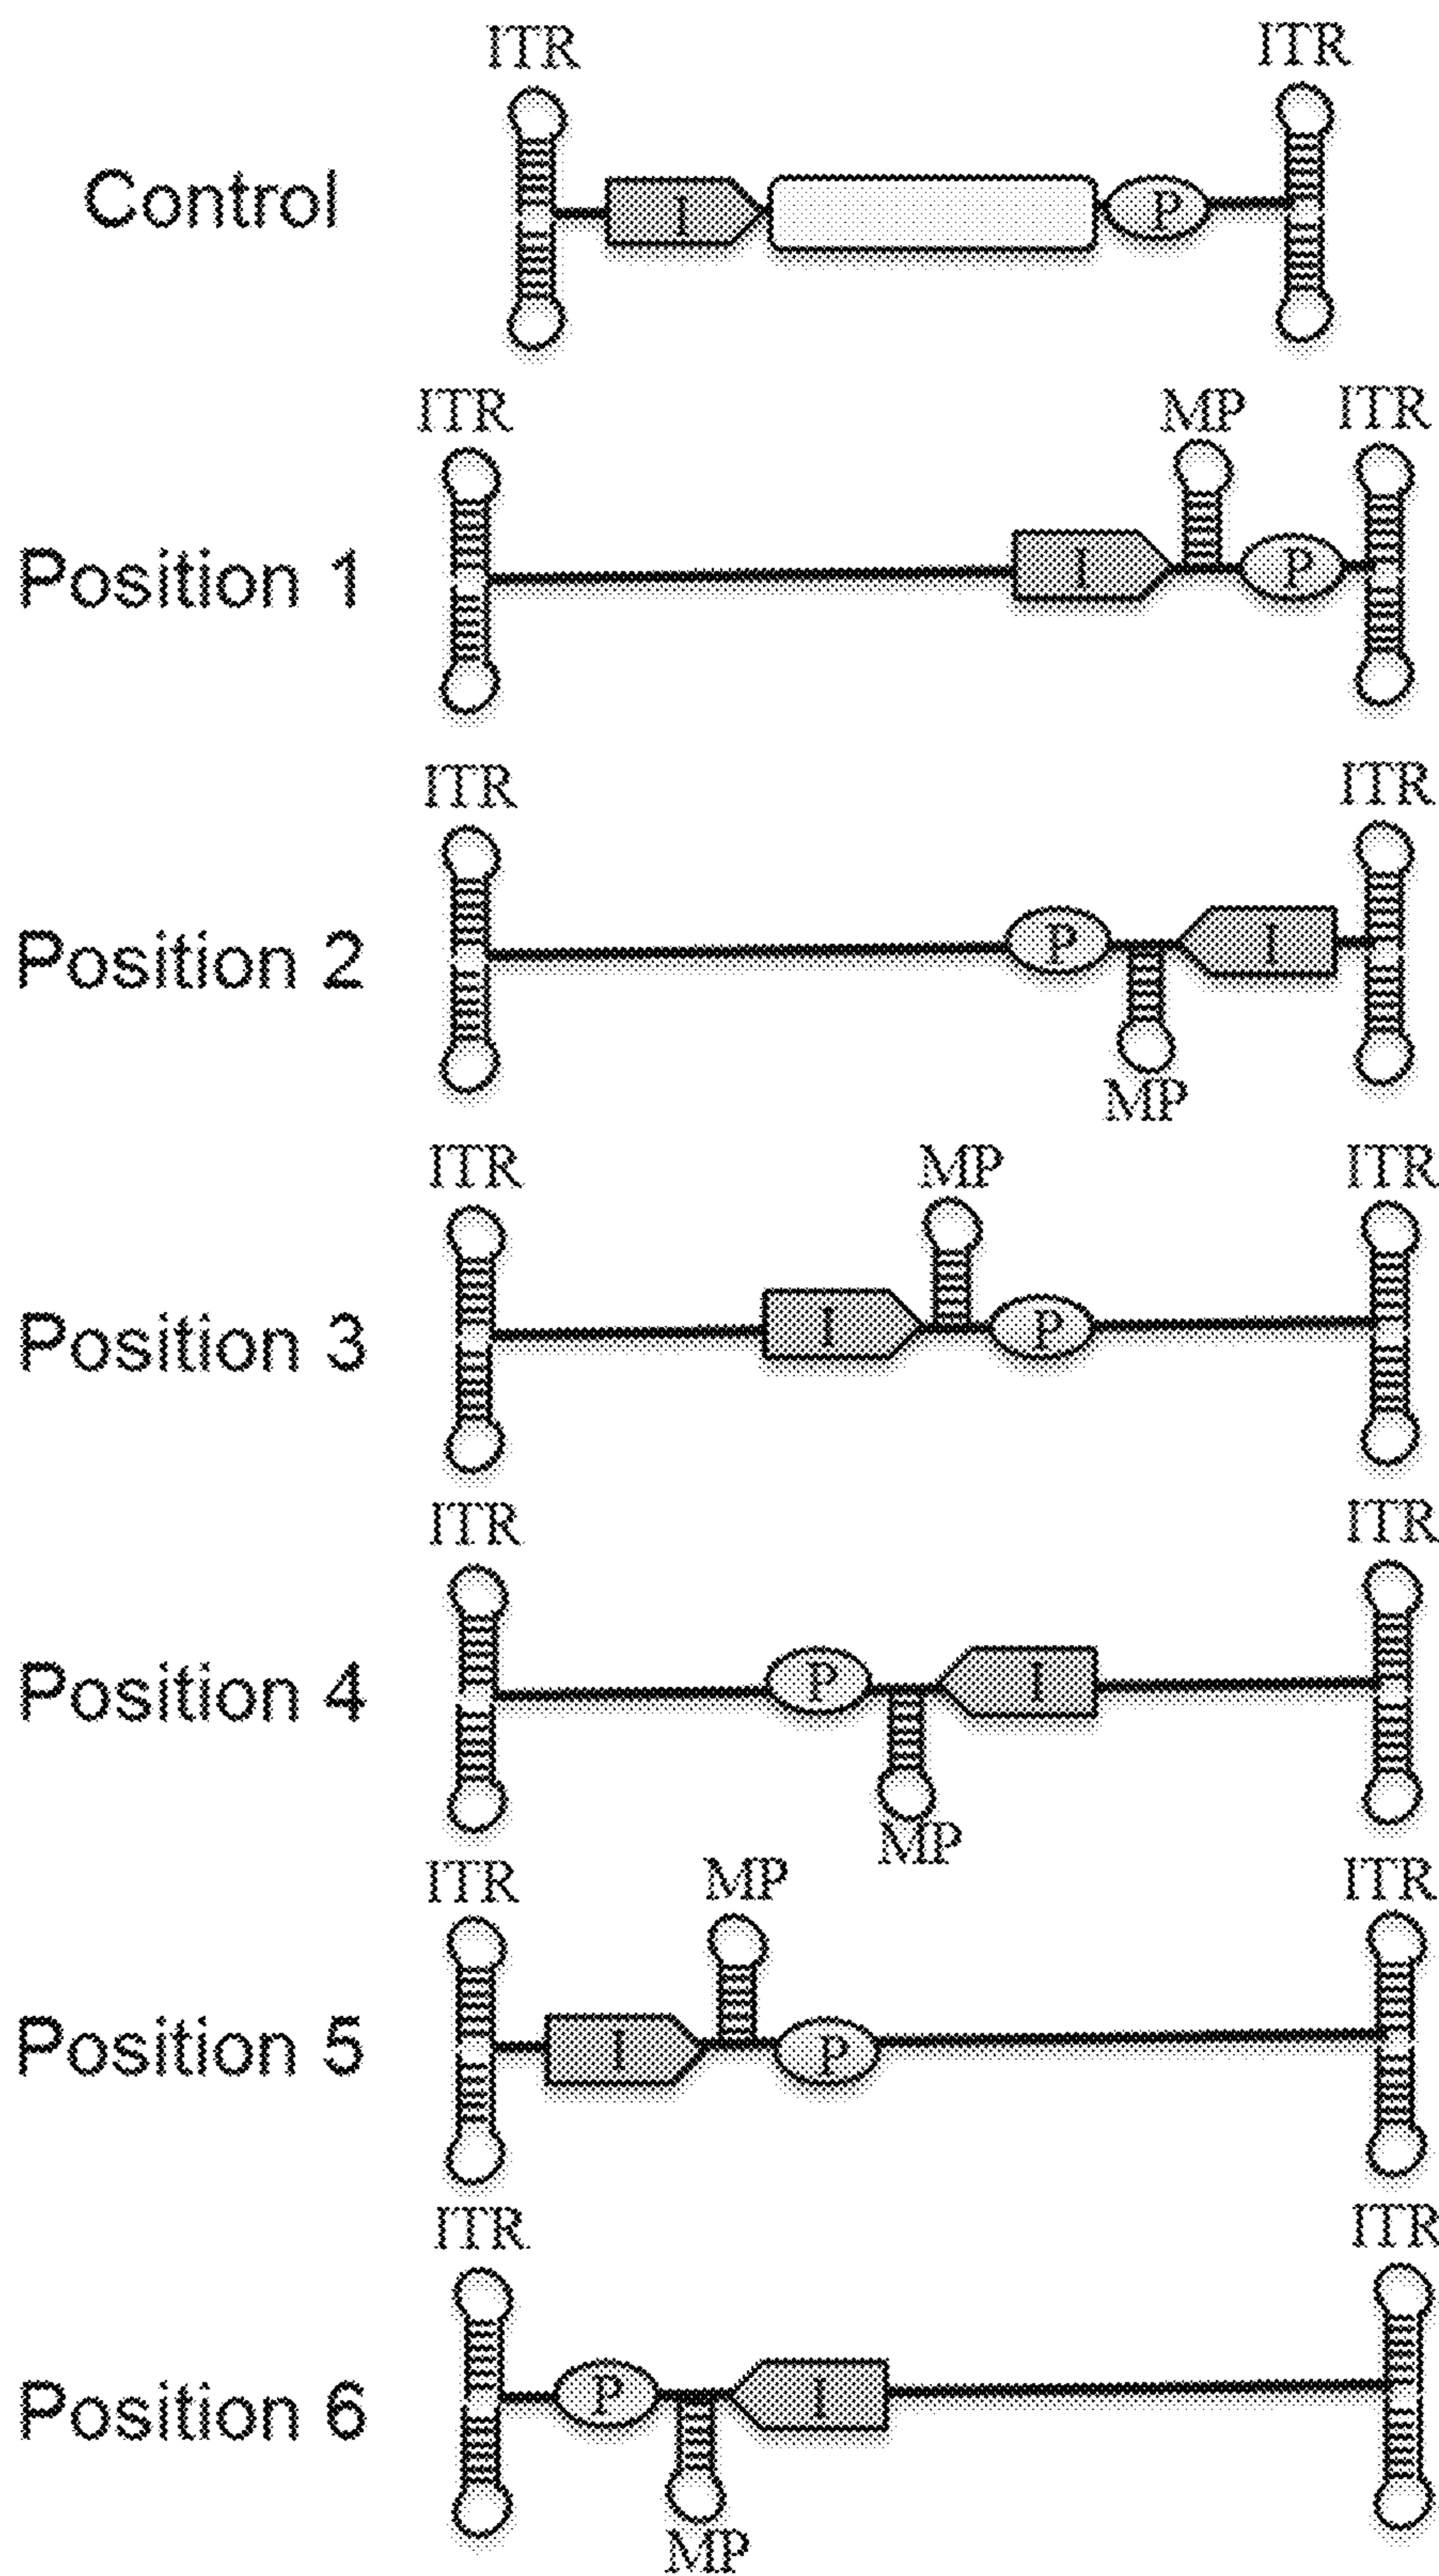 ITR ITR
Control I P
ITR MP ITR
Position 1 I P
ITR ITR
Position 2 P I
MP
ITR MP ITR
Position 3 I P
ITR ITR
Position 4 P I
MP
ITR MP ITR
Position 5 I P
ITR ITR
Position 6 P I
MP